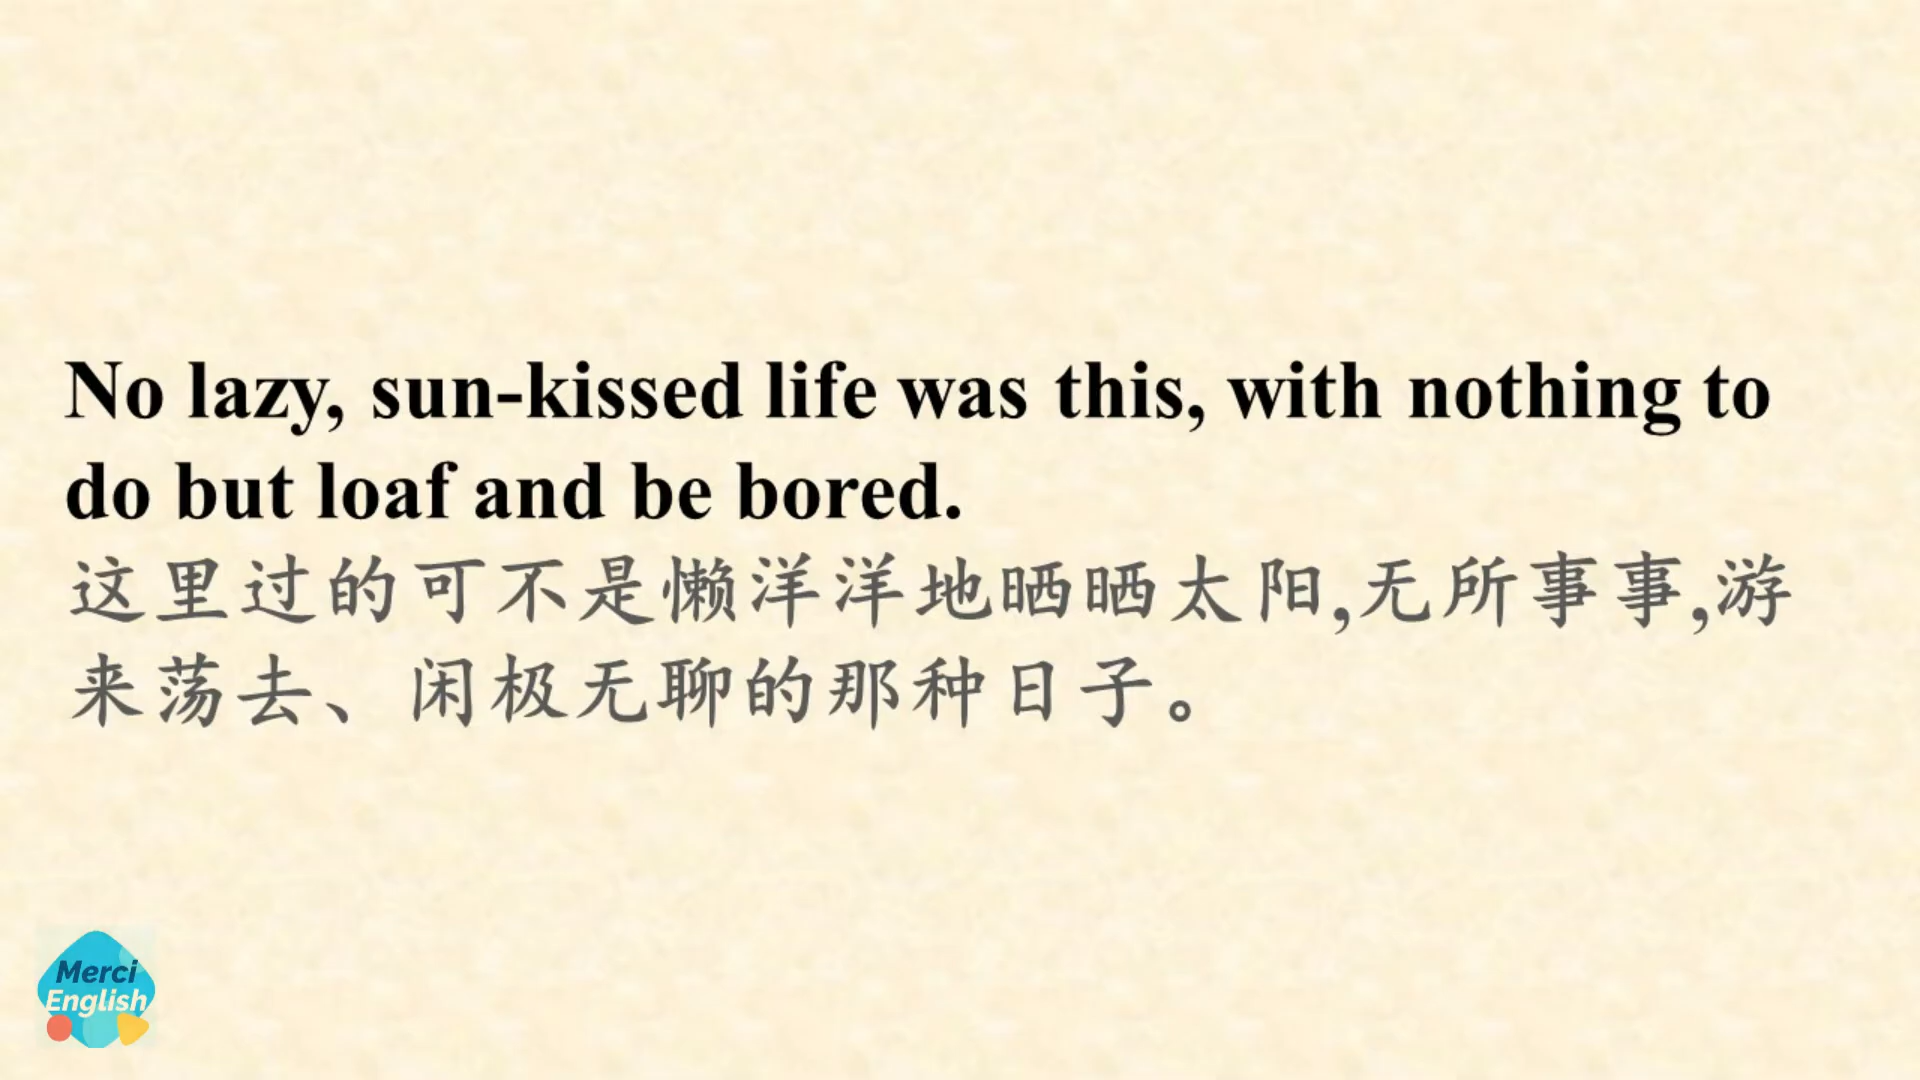 No lazy, sun-kissed life was this, with nothing to
do but loaf and be bored.
这里过的可不是懒洋洋地晒晒太阳,无所事事,游
来荡去、闲极无聊的那种日子。
Merci
English